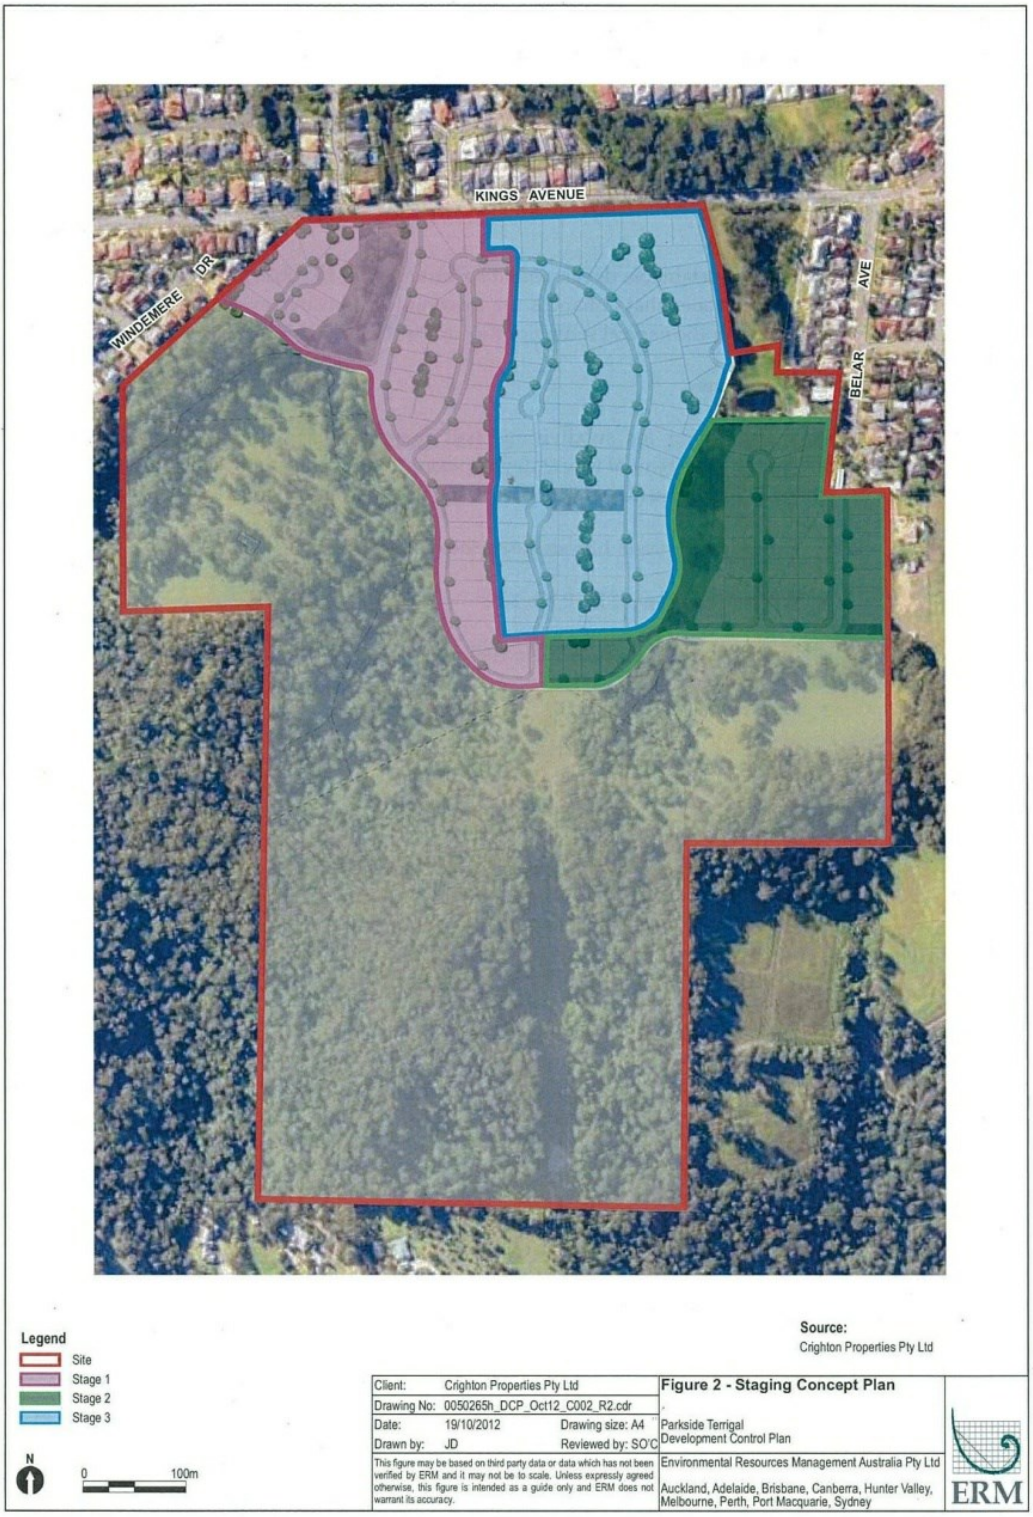 KINGS AVENUE
WINDEMERE DR
BELAR AVE
Legend
Site
Stage 1
Stage 2
Stage 3
N
0 100m
Source:
Crighton Properties Pty Ltd
Client: Crighton Properties Pty Ltd
Drawing No: 0050265h_DCP_Oct12_C002_R2.cdr
Date: 19/10/2012 Drawing size: A4
Drawn by: JD Reviewed by: SO'C
This figure may be based on third party data or data which has not been
verified by ERM and it may not be to scale. Unless expressly agreed
otherwise, this figure is intended as a guide only and ERM does not
warrant its accuracy.
Figure 2 - Staging Concept Plan
Parkside Terrigal
Development Control Plan
Environmental Resources Management Australia Pty Ltd
Auckland, Adelaide, Brisbane, Canberra, Hunter Valley,
Melbourne, Perth, Port Macquarie, Sydney
ERM